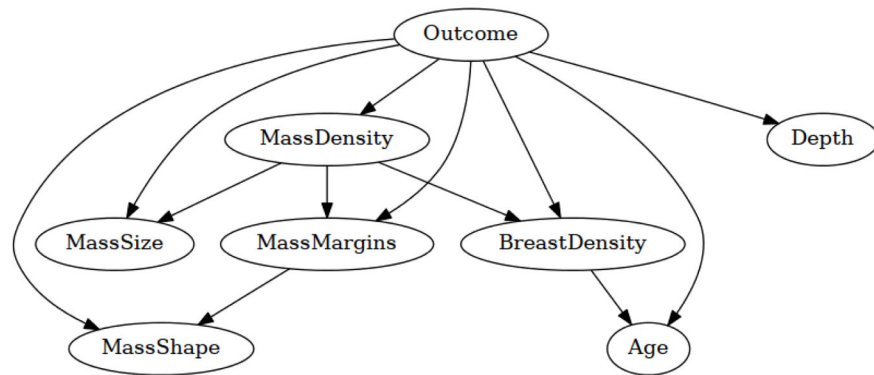 Outcome
MassDensity
Depth
MassSize
MassMargins
BreastDensity
MassShape
Age